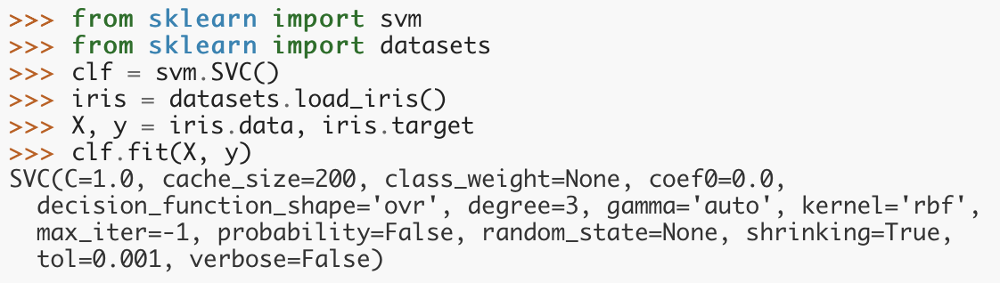 >>> from sklearn import svm
>>> from sklearn import datasets
>>> clf = svm.SVC()
>>> iris = datasets.load_iris()
>>> X, y = iris.data, iris.target
>>> clf.fit(X, y)
SVC(C=1.0, cache_size=200, class_weight=None, coef0=0.0,
  decision_function_shape='ovr', degree=3, gamma='auto', kernel='rbf',
  max_iter=-1, probability=False, random_state=None, shrinking=True,
  tol=0.001, verbose=False)